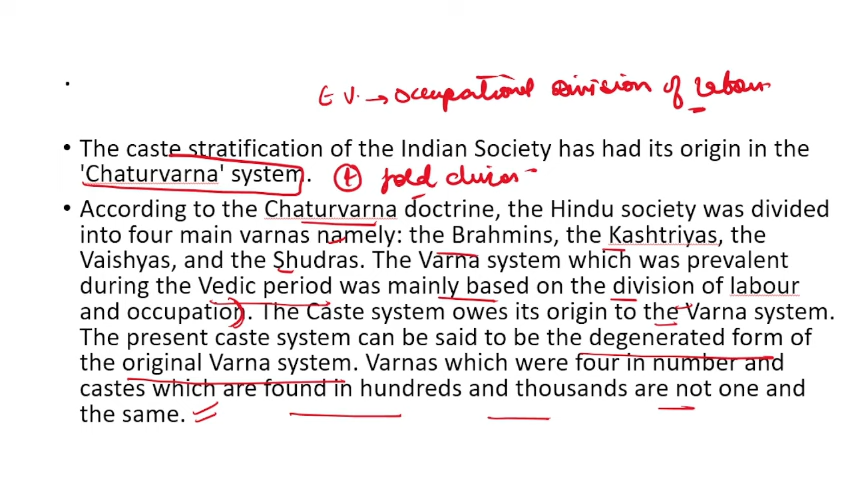 E V. → occupational Division of Labour
• The caste stratification of the Indian Society has had its origin in the
'Chaturvarna' system. 4 fold division
• According to the Chaturvarna doctrine, the Hindu society was divided
into four main varnas namely: the Brahmins, the Kashtriyas, the
Vaishyas, and the Shudras. The Varna system which was prevalent
during the Vedic period was mainly based on the division of labour
and occupation. The Caste system owes its origin to the Varna system.
The present caste system can be said to be the degenerated form of
the original Varna system. Varnas which were four in number and
castes which are found in hundreds and thousands are not one and
the same.